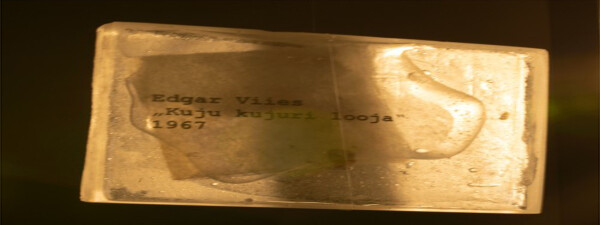 Edgar Viies
„Kuju kujuri looja"
1967